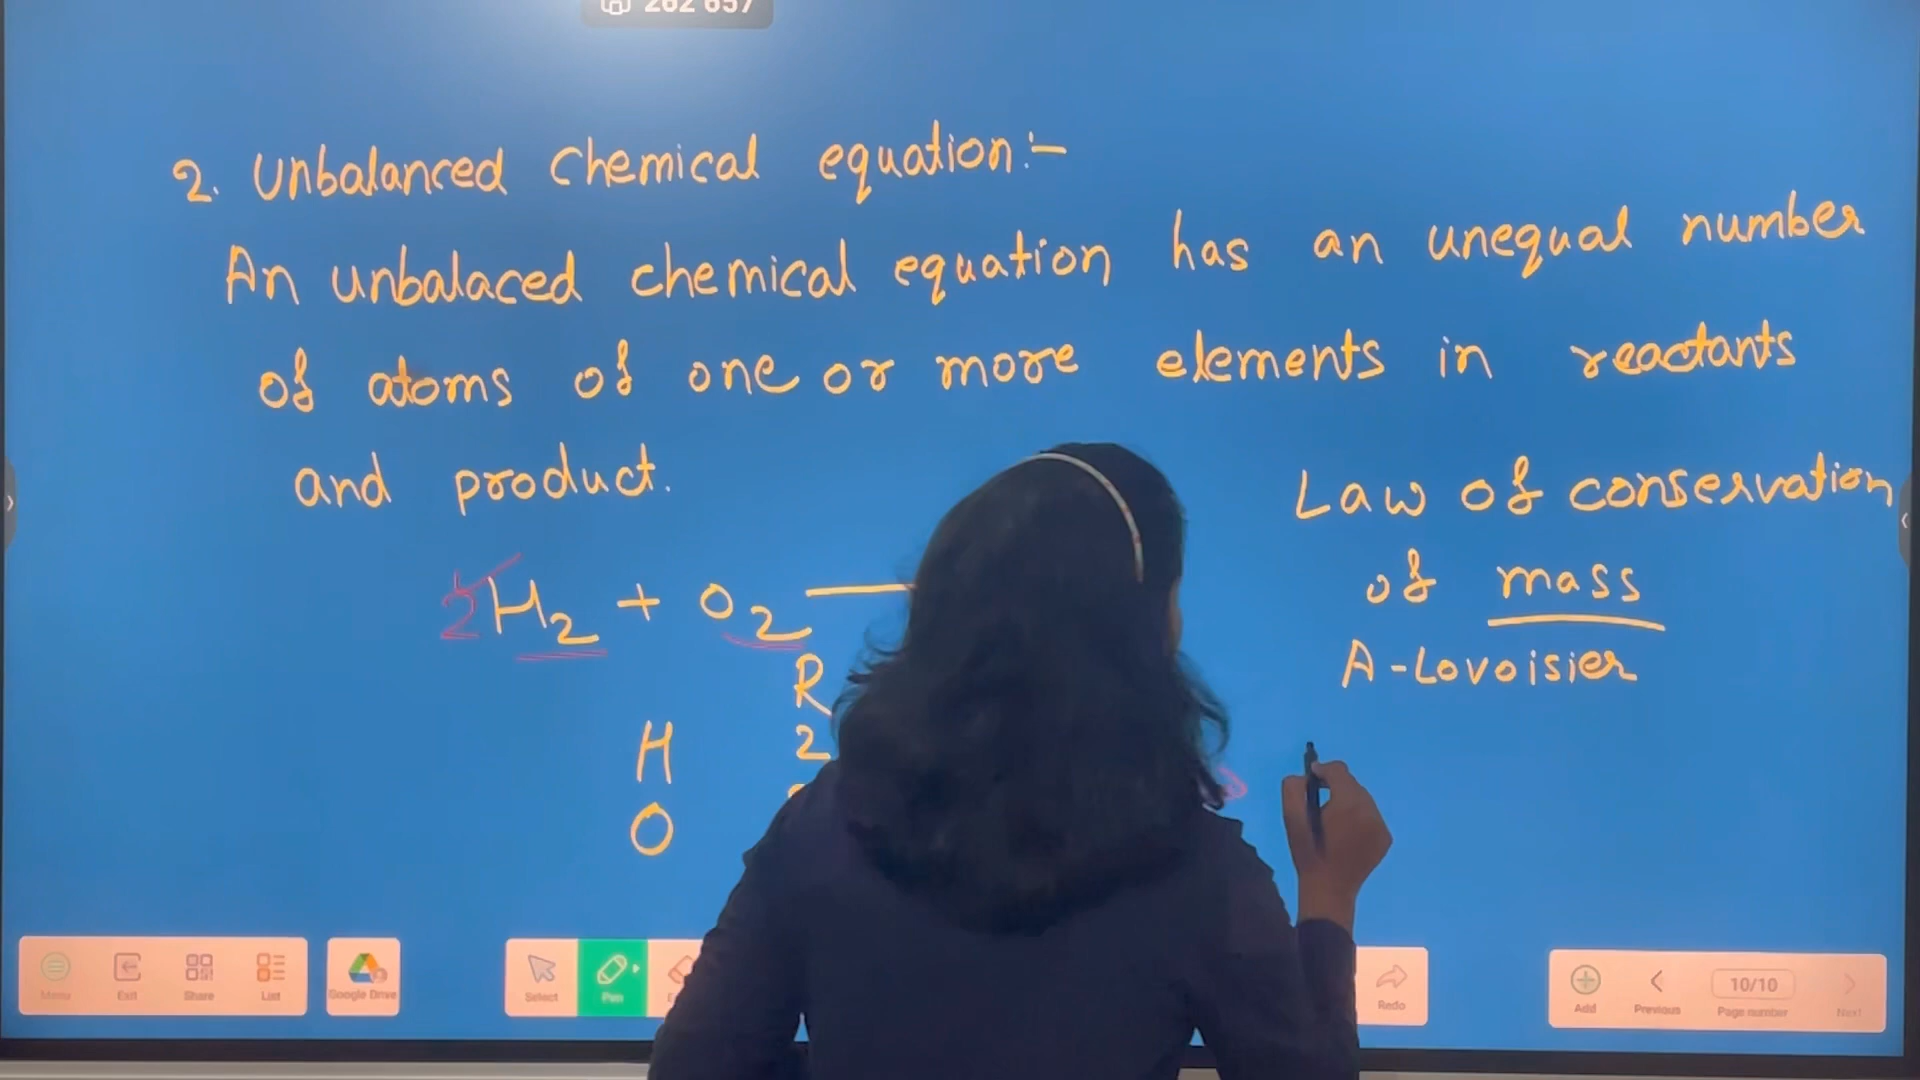 262 657
2. Unbalanced Chemical equation:-
An unbalaced chemical equation has an unequal number
of atoms of one or more elements in reactants
and product.
Law of conservation
of mass
A-Lovoisier
2H2 + O2
R
H 2
O
Menu Exit Share List Google Drive Select Pen Redo Add Previous 10/10 Page number Next